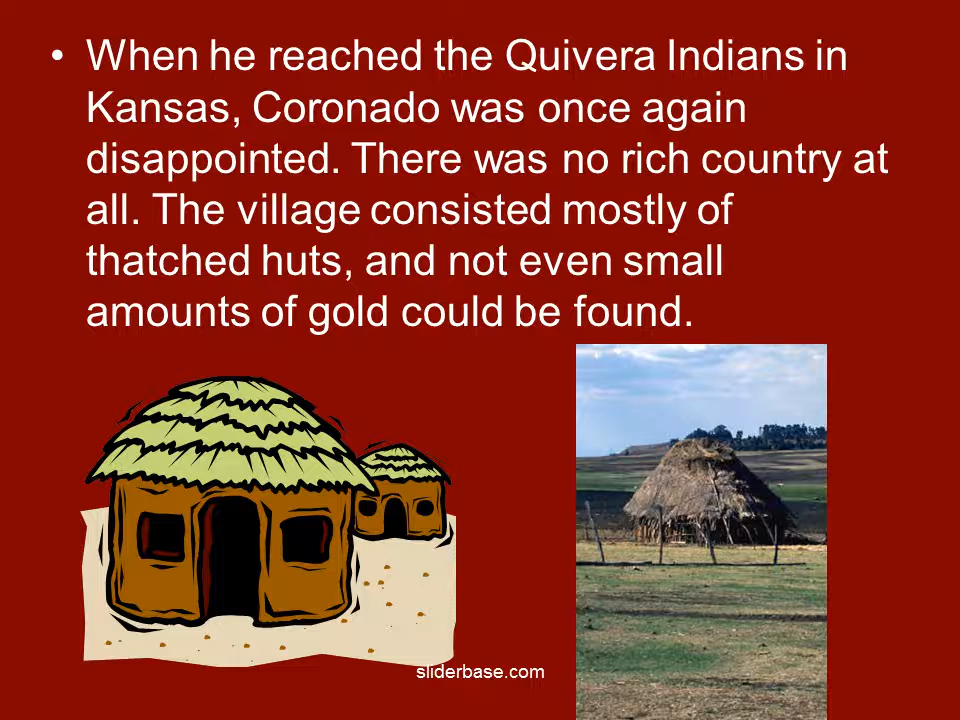 • When he reached the Quivera Indians in
Kansas, Coronado was once again
disappointed. There was no rich country at
all. The village consisted mostly of
thatched huts, and not even small
amounts of gold could be found.
sliderbase.com